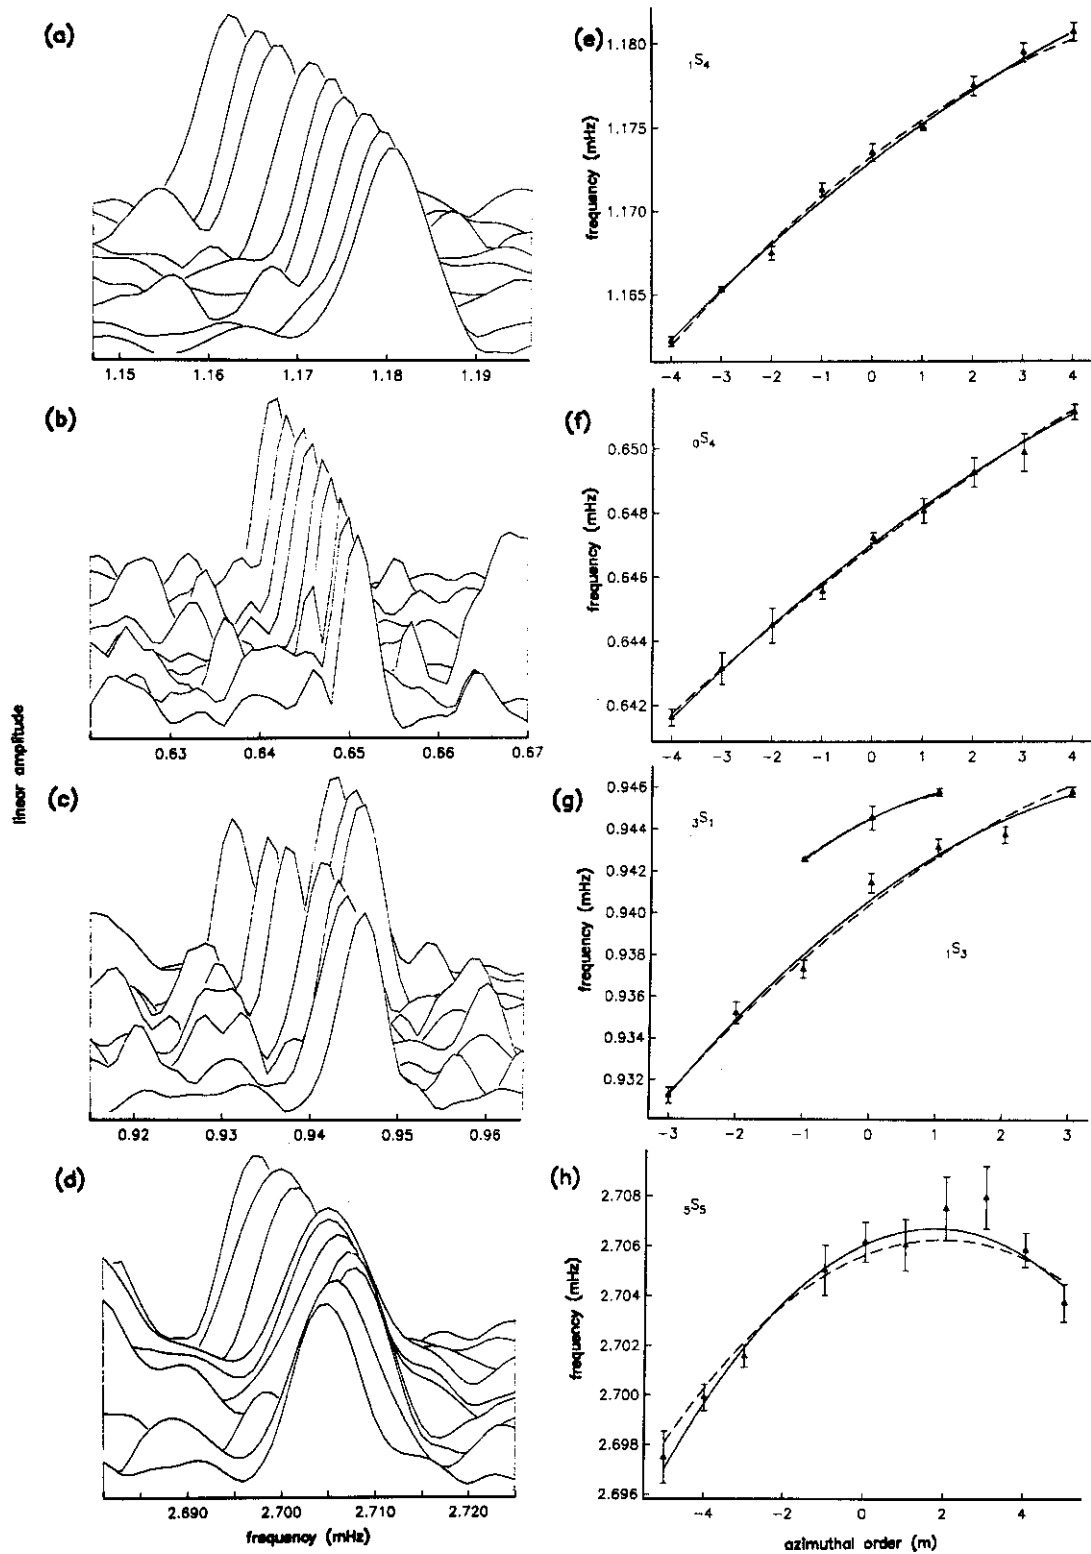 (a)
1.15 1.16 1.17 1.18 1.19
(e)
₁S₄
frequency (mHz)
1.180
1.175
1.170
1.165
−4 −3 −2 −1 0 1 2 3 4
(b)
0.63 0.64 0.65 0.66 0.67
(f)
₀S₄
frequency (mHz)
0.650
0.648
0.646
0.644
0.642
−4 −3 −2 −1 0 1 2 3 4
linear amplitude
(c)
0.92 0.93 0.94 0.95 0.96
(g)
₃S₁
₁S₃
frequency (mHz)
0.946
0.944
0.942
0.940
0.938
0.936
0.934
0.932
−3 −2 −1 0 1 2 3
(d)
2.690 2.700 2.710 2.720
frequency (mHz)
(h)
₅S₅
frequency (mHz)
2.708
2.706
2.704
2.702
2.700
2.698
2.696
−4 −2 0 2 4
azimuthal order (m)